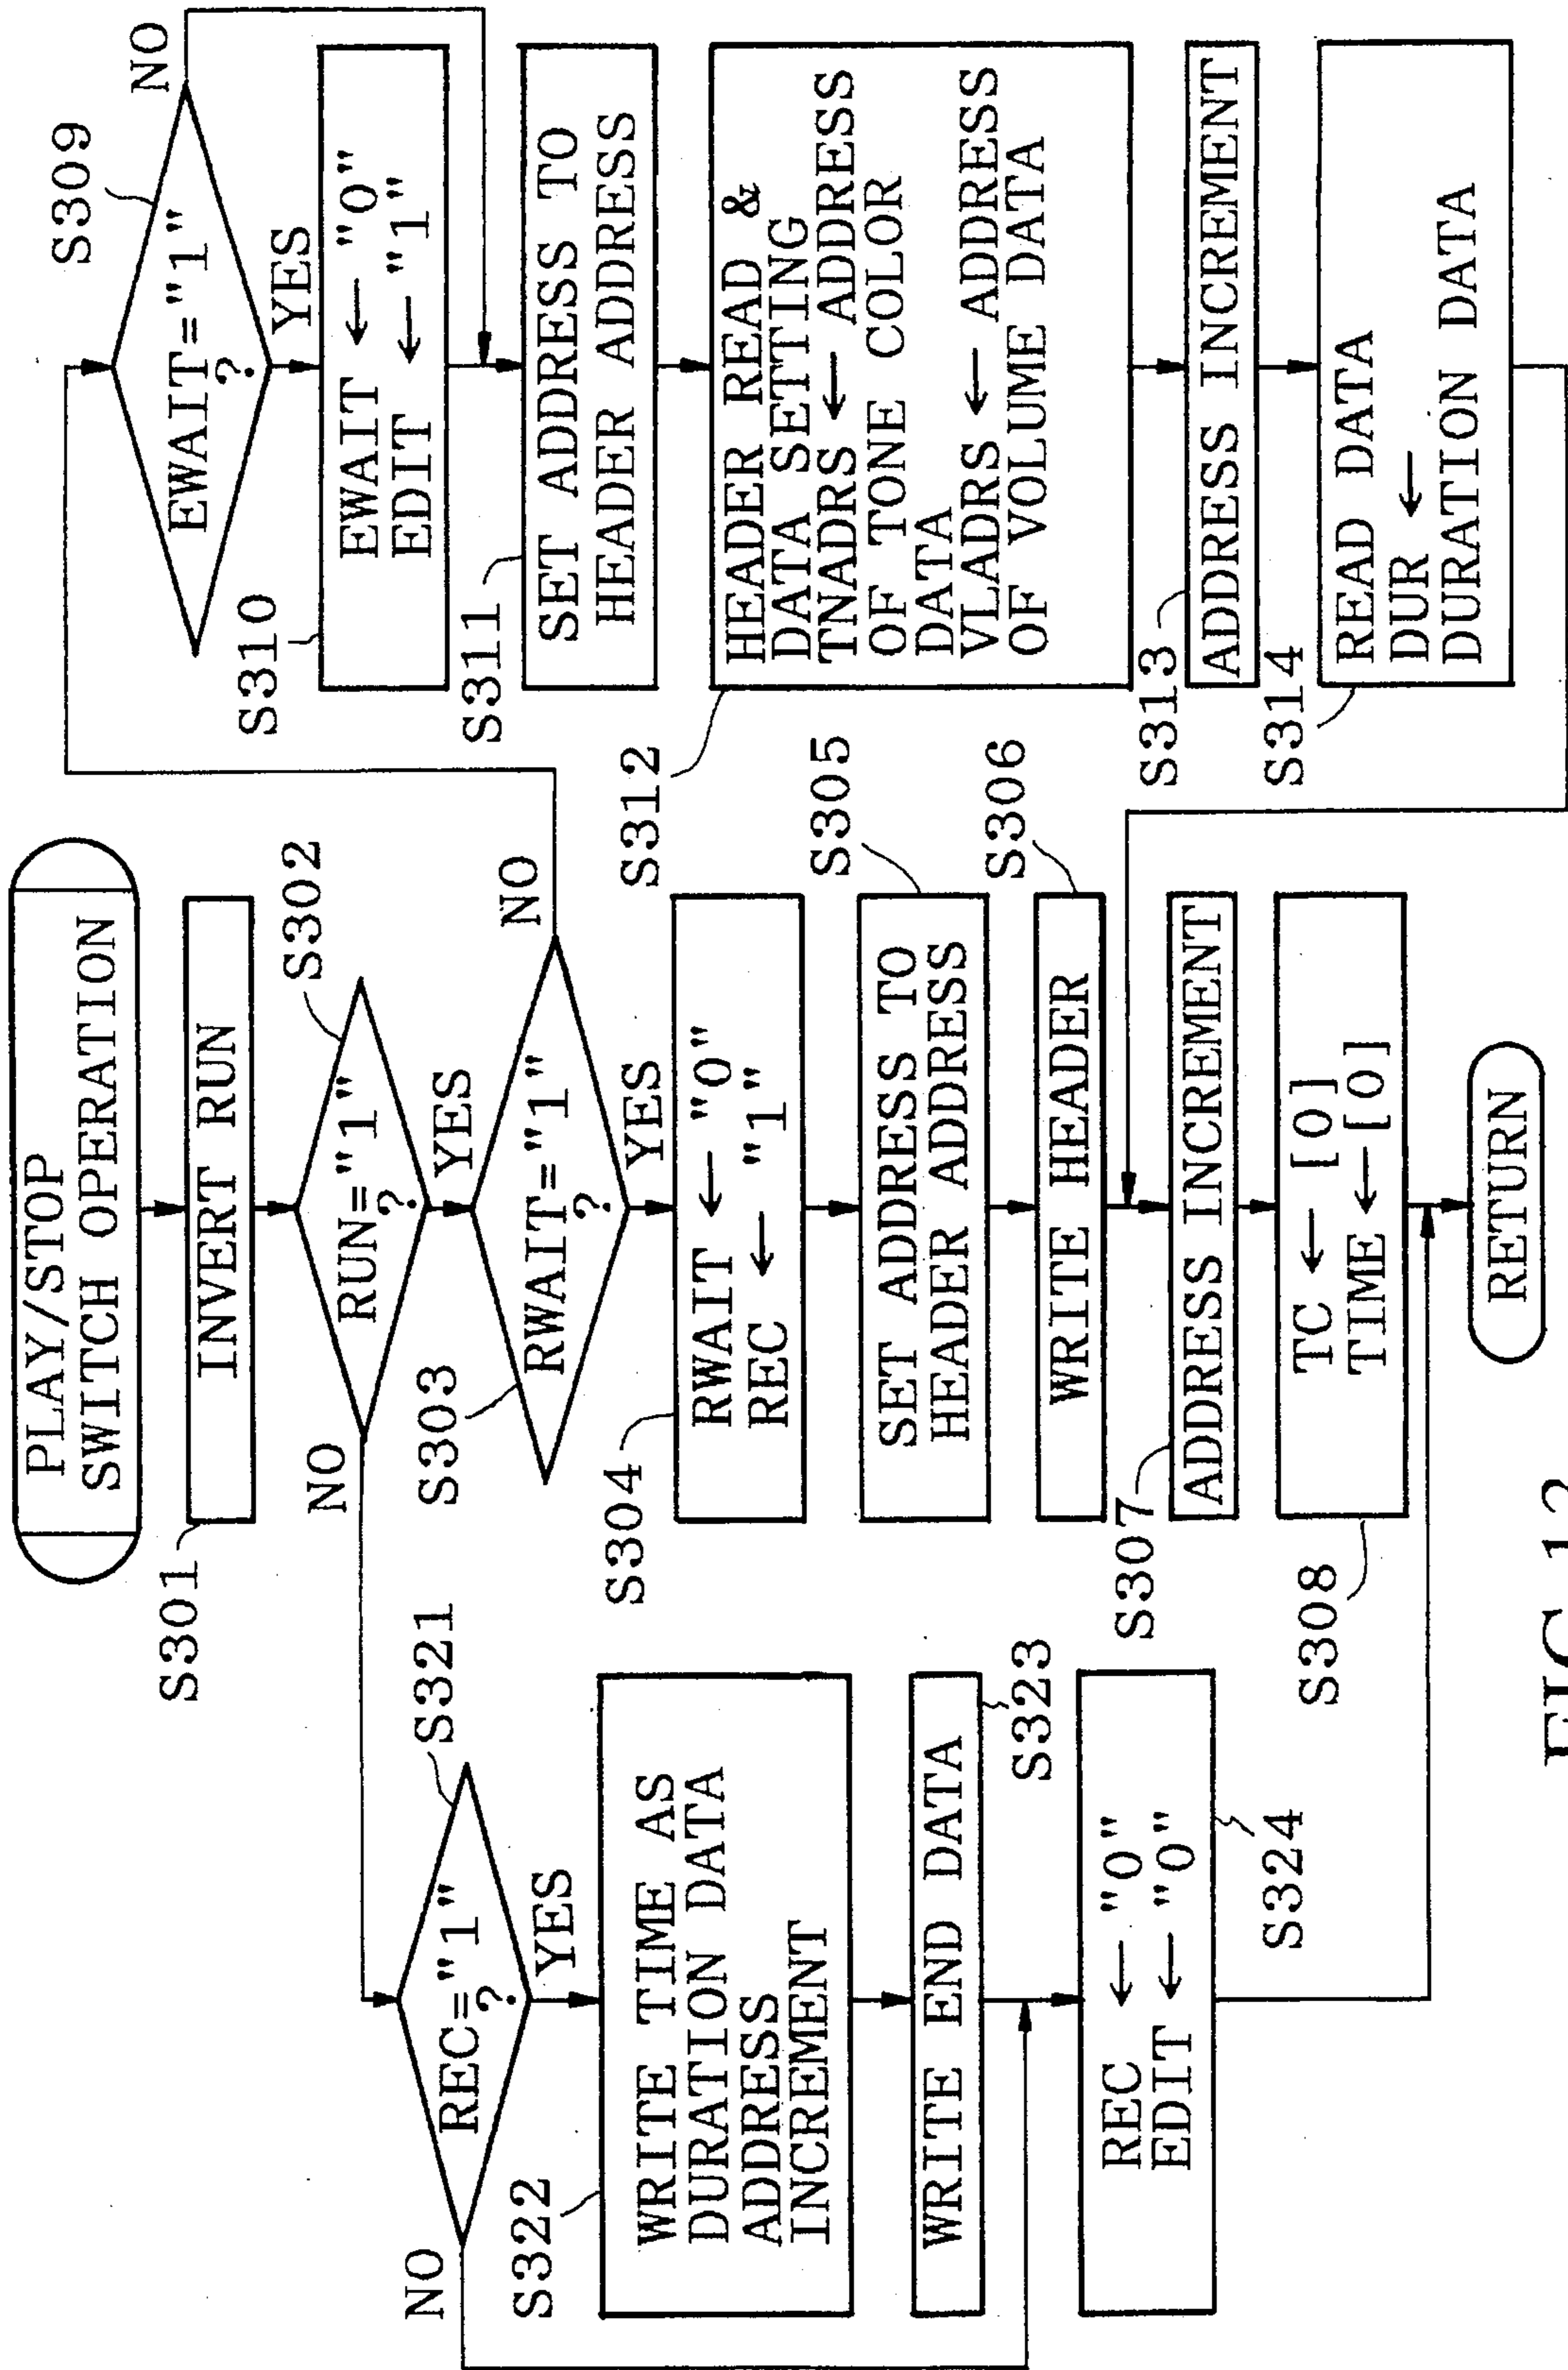 PLAY/STOP
SWITCH OPERATION
S301
INVERT RUN
S302
RUN="1"
?
NO
YES
S303
RWAIT="1"
?
NO
YES
S304
RWAIT ← "0"
REC ← "1"
S305
SET ADDRESS TO
HEADER ADDRESS
S306
WRITE HEADER
S307
ADDRESS INCREMENT
S308
TC ← [0]
TIME ← [0]
RETURN
S309
EWAIT="1"
?
NO
YES
S310
EWAIT ← "0"
EDIT ← "1"
S311
SET ADDRESS TO
HEADER ADDRESS
S312
HEADER READ &
DATA SETTING
TNADRS ← ADDRESS
OF TONE COLOR
DATA
VLADRS ← ADDRESS
OF VOLUME DATA
S313
ADDRESS INCREMENT
S314
READ DATA
DUR ←
DURATION DATA
S321
REC="1"
?
NO
YES
S322
WRITE TIME AS
DURATION DATA
ADDRESS
INCREMENT
S323
WRITE END DATA
S324
REC ← "0"
EDIT ← "0"